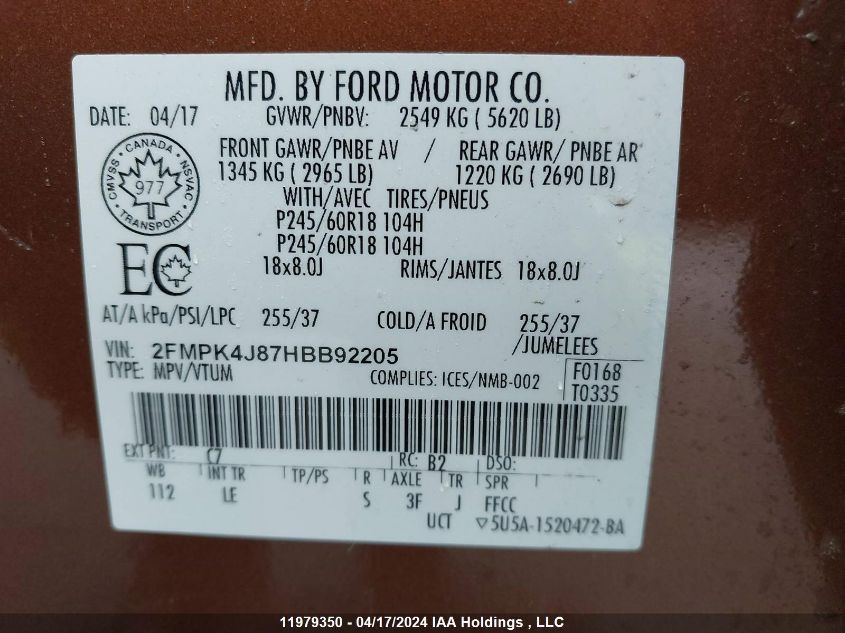 MFD. BY FORD MOTOR CO.
DATE: 04/17 GVWR/PNBV: 2549 KG ( 5620 LB)
FRONT GAWR/PNBE AV / REAR GAWR/ PNBE AR
1345 KG ( 2965 LB) 1220 KG ( 2690 LB)
WITH/AVEC TIRES/PNEUS
P245/60R18 104H
P245/60R18 104H
18x8.0J RIMS/JANTES 18x8.0J
CMVSS · CANADA · NSVAC
977
TRANSPORT
EC
AT/A kPa/PSI/LPC 255/37 COLD/A FROID 255/37
/JUMELEES
VIN: 2FMPK4J87HBB92205
TYPE: MPV/VTUM COMPLIES: ICES/NMB-002 F0168
T0335
EXT PNT: C7 RC: B2 DSO:
WB INT TR TP/PS R AXLE TR SPR
112 LE S 3F J FFCC
UCT ▽5U5A-1520472-BA
11979350 - 04/17/2024 IAA Holdings , LLC